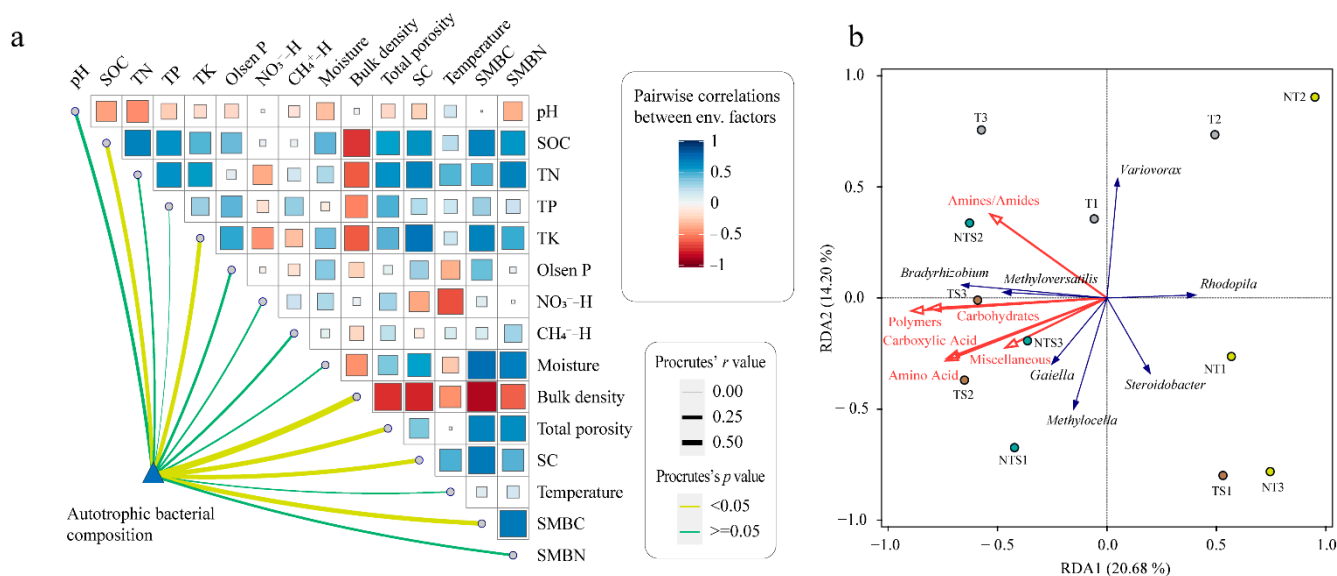 a
pH
SOC
TN
TP
TK
Olsen P
NO₃⁻–H
CH₄⁻–H
Moisture
Bulk density
Total porosity
SC
Temperature
SMBC
SMBN
pH
SOC
TN
TP
TK
Olsen P
NO₃⁻–H
CH₄⁻–H
Moisture
Bulk density
Total porosity
SC
Temperature
SMBC
SMBN
Autotrophic bacterial
composition
Pairwise correlations
between env. factors
1
0.5
0
−0.5
−1
Procrutes' r value
0.00
0.25
0.50
Procrutes's p value
<0.05
>=0.05
b
RDA2 (14.20 %)
1.0
0.5
0.0
−0.5
−1.0
NT2
T3
T2
Variovorax
Amines/Amides
T1
NTS2
Bradyrhizobium
Methyloversatilis
Rhodopila
TS3
Polymers
Carbohydrates
Carboxylic Acid
NTS3
Miscellaneous
Amino Acid
Gaiella
NT1
Steroidobacter
TS2
Methylocella
NTS1
TS1
NT3
−1.0
−0.5
0.0
0.5
1.0
RDA1 (20.68 %)